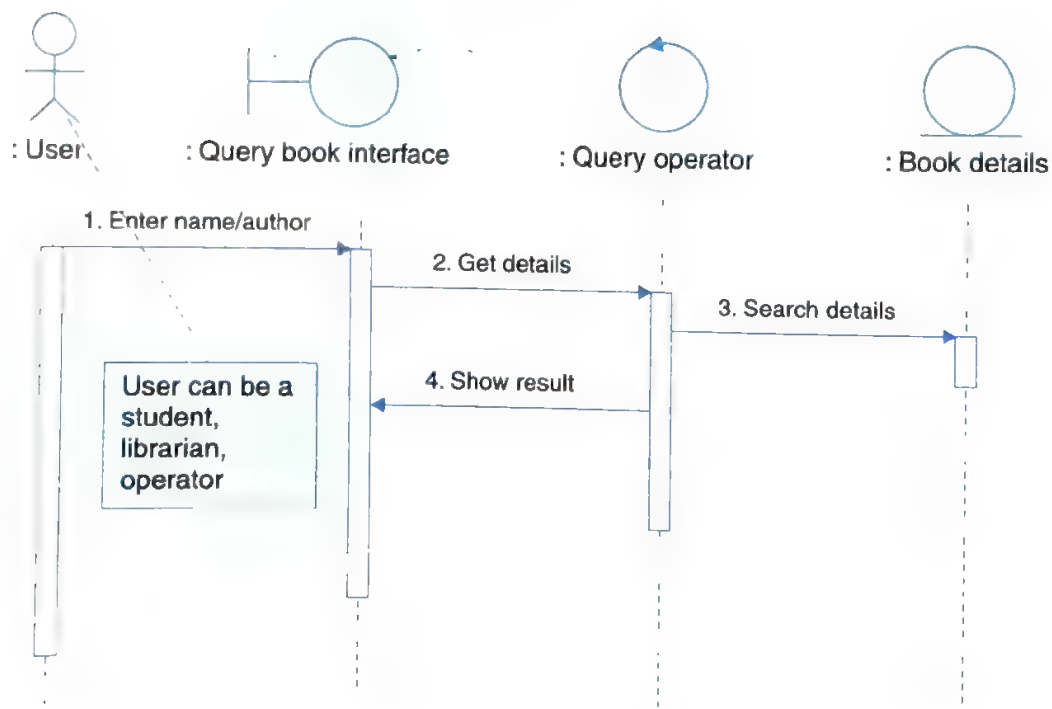 : User
: Query book interface
: Query operator
: Book details
1. Enter name/author
2. Get details
3. Search details
4. Show result
User can be a
student,
librarian,
operator